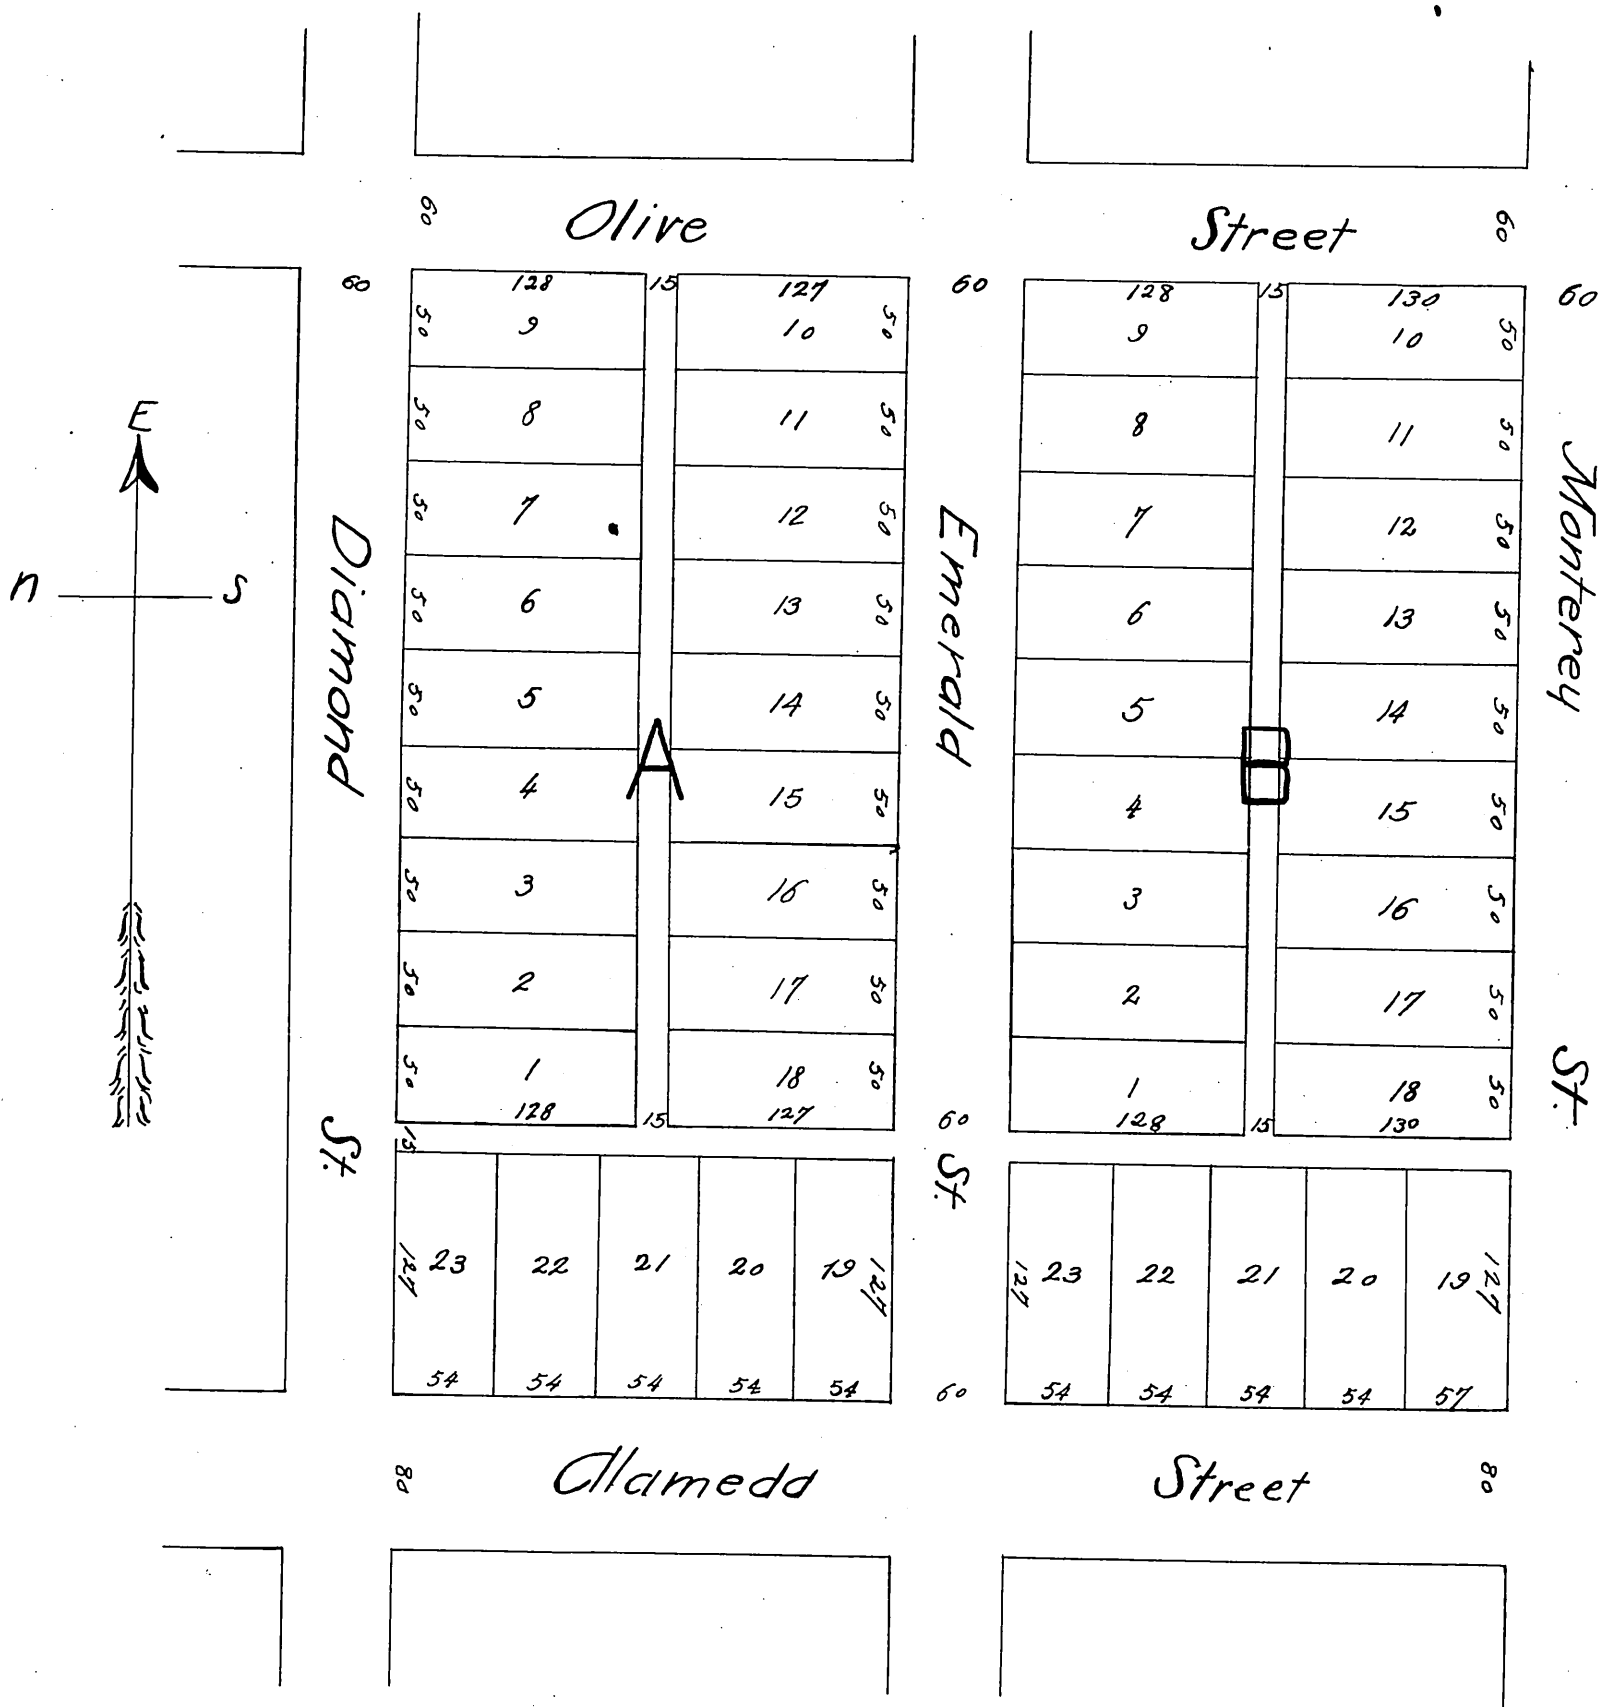 Olive Street
60 60
60 128 15 127 60 128 15 130 60
50 9 10 50 9 10 50
E
50 8 11 50 8 11 50
50 7 12 50 7 12 50
n S
50 6 13 50 6 13 50
50 5 14 50 5 14 50
Diamond St.
A
Emerald St.
B
Monterey St.
50 4 15 50 4 15 50
50 3 16 50 3 16 50
50 2 17 50 2 17 50
50 1 18 50 1 18 50
128 15 127 60 128 15 130
15
127 23 22 21 20 19 127 127 23 22 21 20 19 127
54 54 54 54 54 60 54 54 54 54 57
80 80
Alameda Street